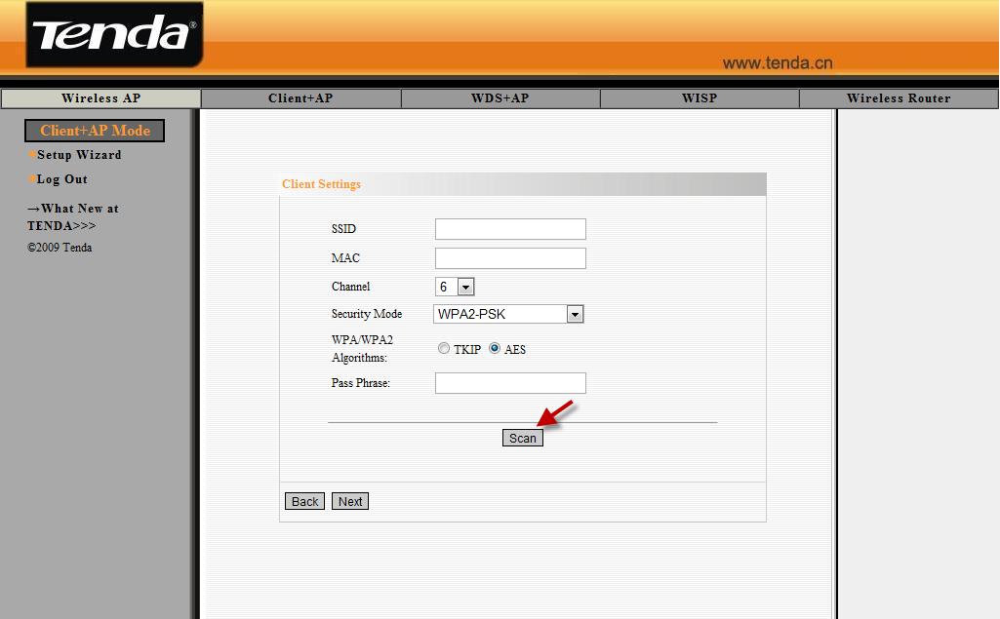 Tenda®
www.tenda.cn
Wireless AP
Client+AP
WDS+AP
WISP
Wireless Router
Client+AP Mode
Setup Wizard
Log Out
→What New at
TENDA>>>
©2009 Tenda
Client Settings
SSID
MAC
Channel 6
Security Mode WPA2-PSK
WPA/WPA2
Algorithms: TKIP AES
Pass Phrase:
Scan
Back Next